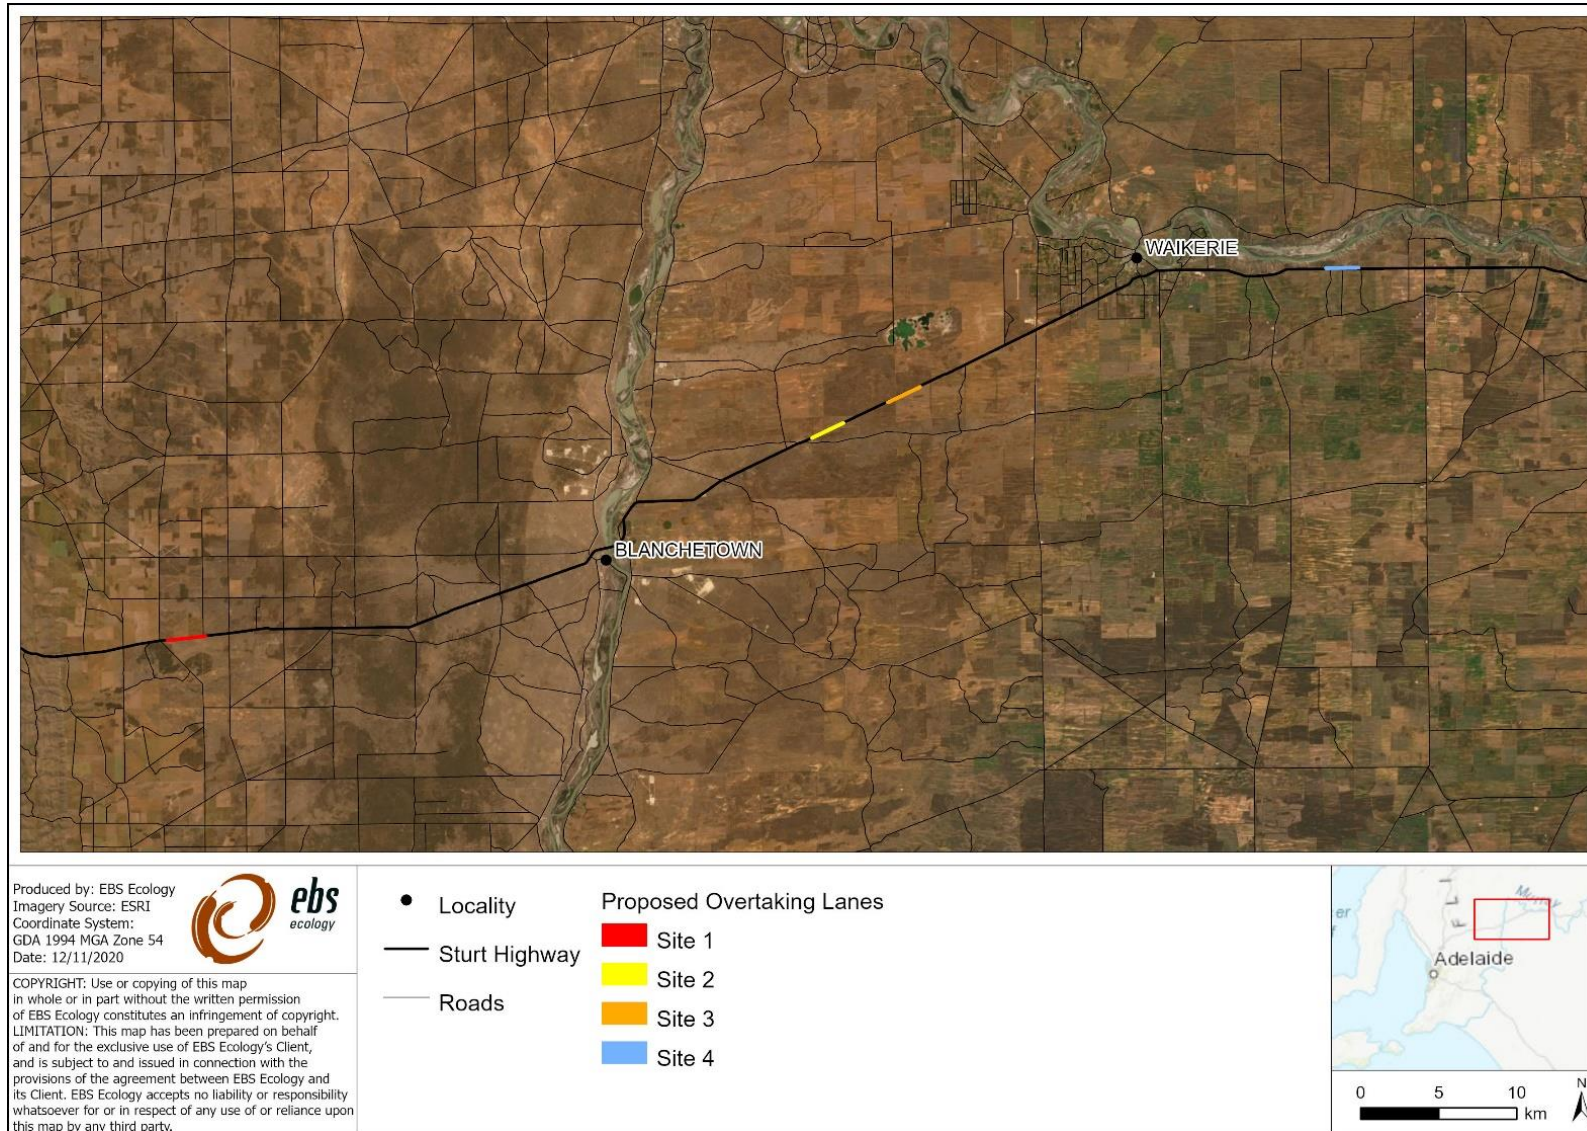 WAIKERIE
BLANCHETOWN
Produced by: EBS Ecology
Imagery Source: ESRI
Coordinate System:
GDA 1994 MGA Zone 54
Date: 12/11/2020
ebs
ecology
COPYRIGHT: Use or copying of this map
in whole or in part without the written permission
of EBS Ecology constitutes an infringement of copyright.
LIMITATION: This map has been prepared on behalf
of and for the exclusive use of EBS Ecology's Client,
and is subject to and issued in connection with the
provisions of the agreement between EBS Ecology and
its Client. EBS Ecology accepts no liability or responsibility
whatsoever for or in respect of any use of or reliance upon
this map by any third party.
Locality
Sturt Highway
Roads
Proposed Overtaking Lanes
Site 1
Site 2
Site 3
Site 4
Murray
er
F L I
Adelaide
0 5 10
km
N